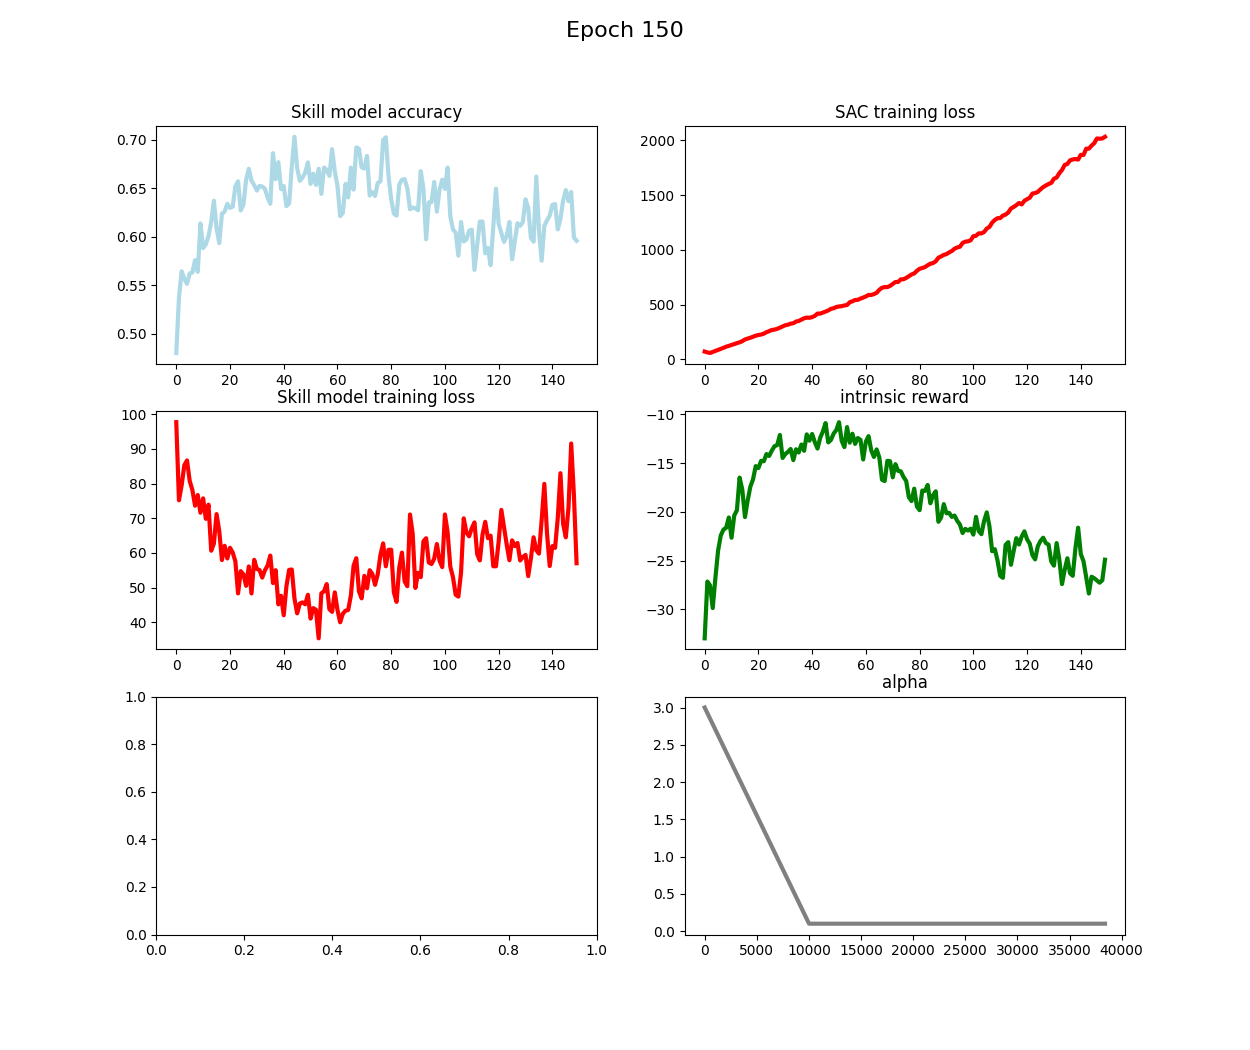 Epoch 150
Skill model accuracy
0.70
0.65
0.60
0.55
0.50
0 20 40 60 80 100 120 140
SAC training loss
2000
1500
1000
500
0
0 20 40 60 80 100 120 140
Skill model training loss
100
90
80
70
60
50
40
0 20 40 60 80 100 120 140
intrinsic reward
−10
−15
−20
−25
−30
0 20 40 60 80 100 120 140
1.0
0.8
0.6
0.4
0.2
0.0
0.0 0.2 0.4 0.6 0.8 1.0
alpha
3.0
2.5
2.0
1.5
1.0
0.5
0.0
0 5000 10000 15000 20000 25000 30000 35000 40000